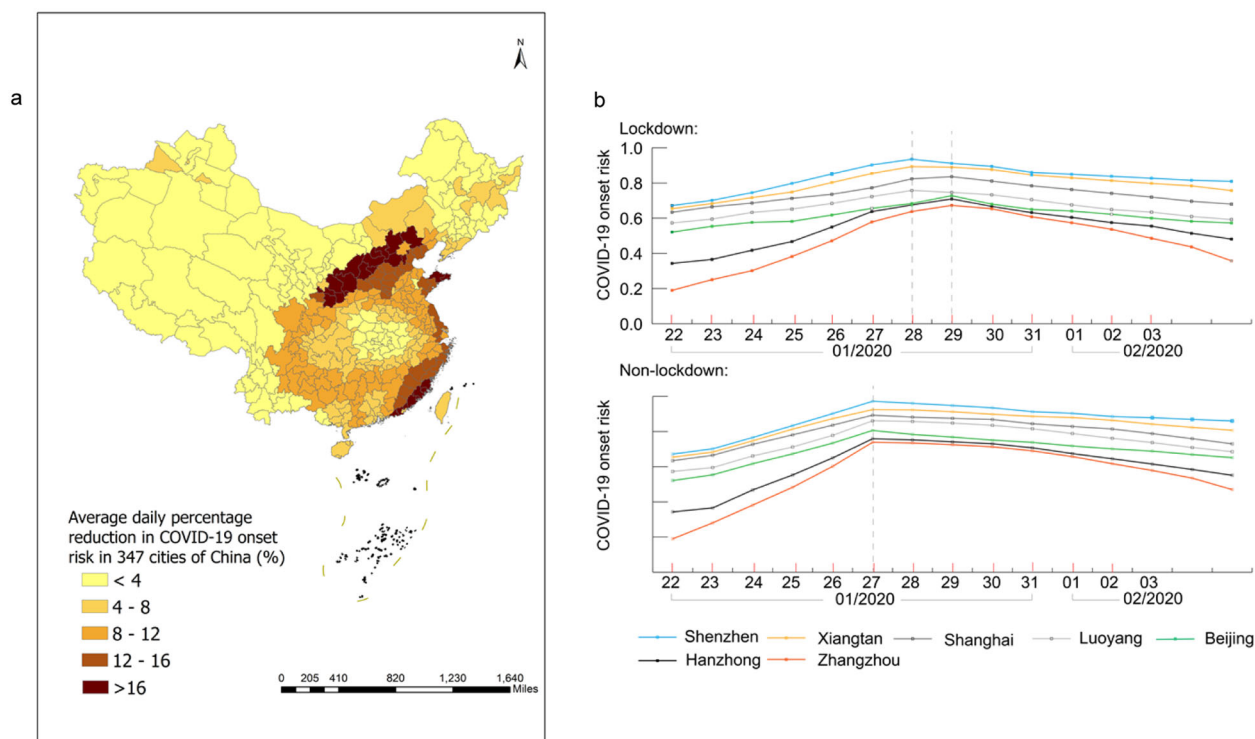 a
N
Average daily percentage
reduction in COVID-19 onset
risk in 347 cities of China (%)
< 4
4 - 8
8 - 12
12 - 16
>16
0 205 410 820 1,230 1,640
Miles
b
Lockdown:
COVID-19 onset risk
1.0
0.8
0.6
0.4
0.2
0.0
22 23 24 25 26 27 28 29 30 31 01 02 03
01/2020 02/2020
Non-lockdown:
COVID-19 onset risk
22 23 24 25 26 27 28 29 30 31 01 02 03
01/2020 02/2020
Shenzhen Xiangtan Shanghai Luoyang Beijing
Hanzhong Zhangzhou